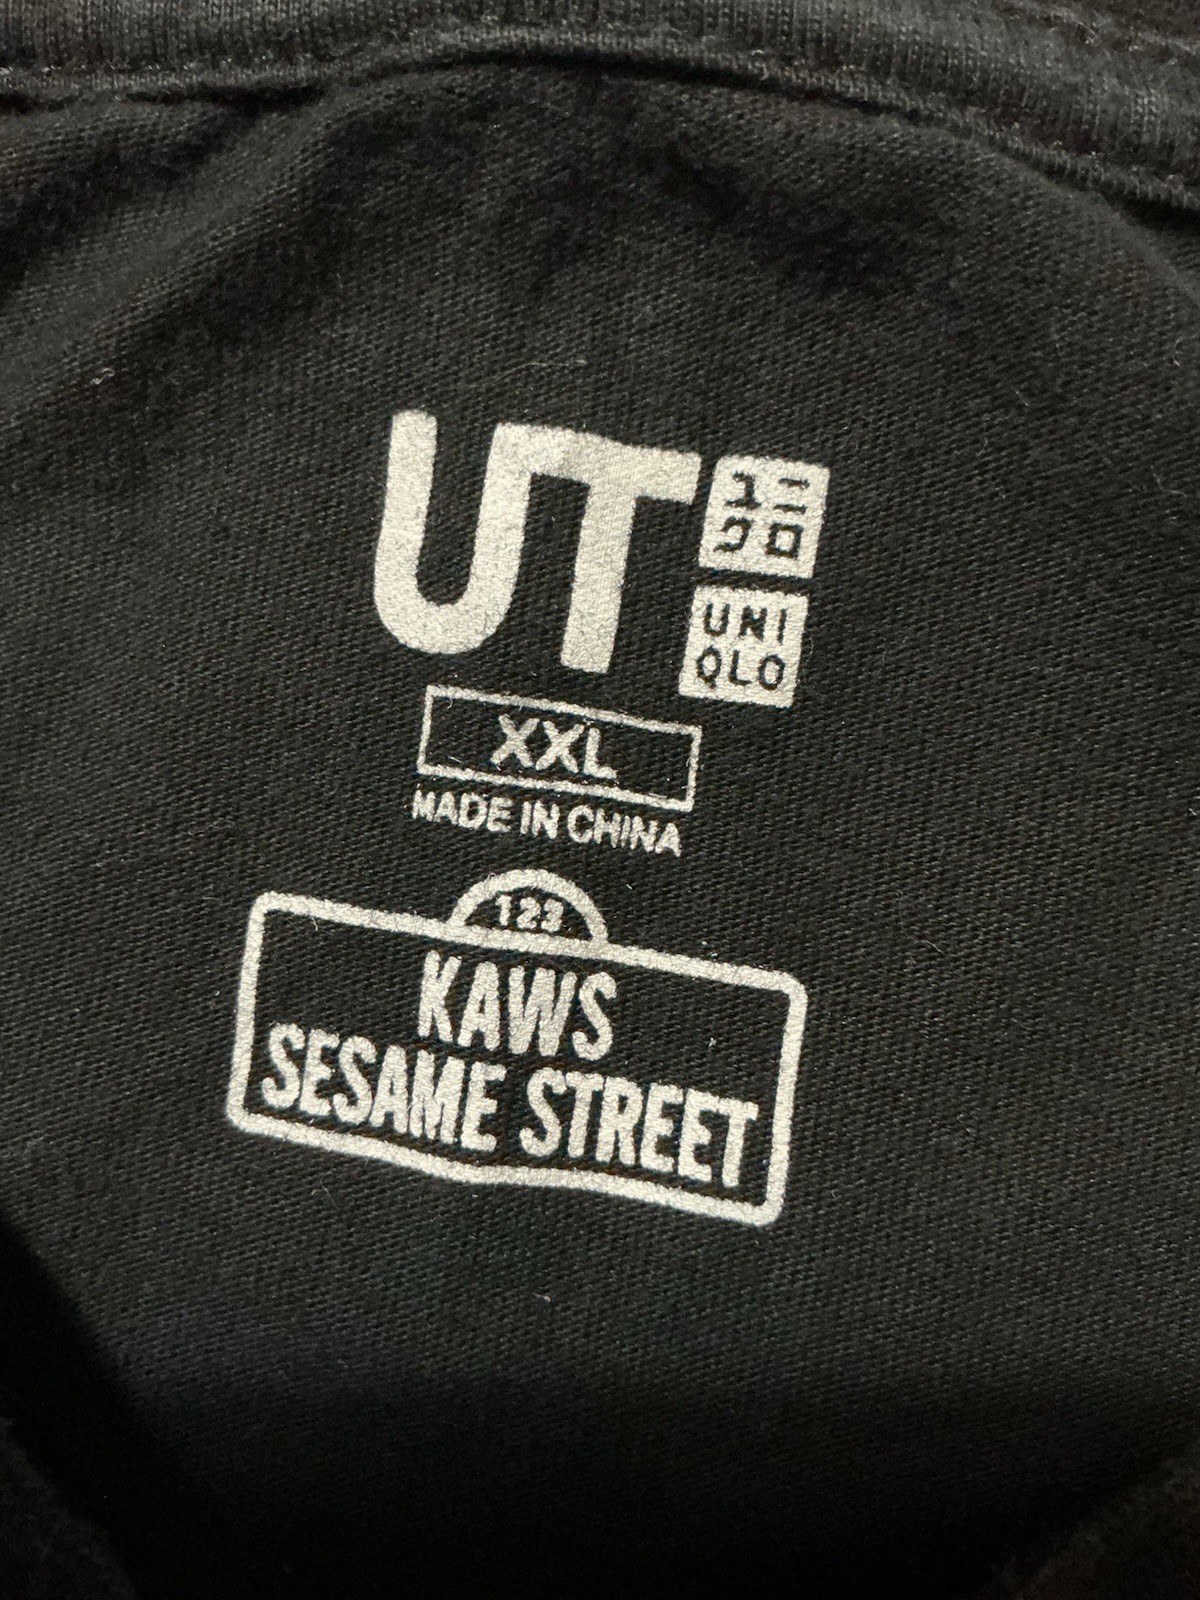 UT
ユニ
クロ
UNI
QLO
XXL
MADE IN CHINA
123
KAWS
SESAME STREET